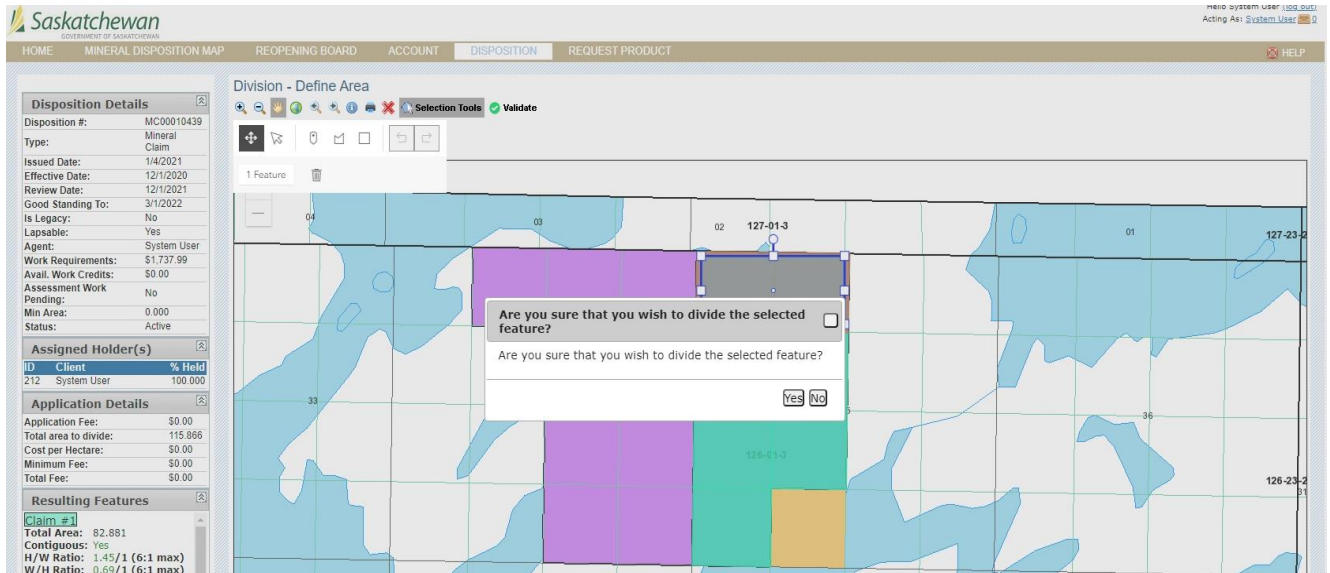 Saskatchewan
GOVERNMENT OF SASKATCHEWAN
Hello System User (log out)
Acting As: System User 0
HOME MINERAL DISPOSITION MAP REOPENING BOARD ACCOUNT DISPOSITION REQUEST PRODUCT HELP
Disposition Details
Disposition #: MC00010439
Type: Mineral Claim
Issued Date: 1/4/2021
Effective Date: 12/1/2020
Review Date: 12/1/2021
Good Standing To: 3/1/2022
Is Legacy: No
Lapsable: Yes
Agent: System User
Work Requirements: $1,737.99
Avail. Work Credits: $0.00
Assessment Work Pending: No
Min Area: 0.000
Status: Active
Assigned Holder(s)
ID Client % Held
212 System User 100.000
Application Details
Application Fee: $0.00
Total area to divide: 115.866
Cost per Hectare: $0.00
Minimum Fee: $0.00
Total Fee: $0.00
Resulting Features
Claim #1
Total Area: 82.881
Contiguous: Yes
H/W Ratio: 1.45/1 (6:1 max)
W/H Ratio: 0.69/1 (6:1 max)
Division - Define Area
Selection Tools Validate
1 Feature
04
03
02 127-01-3
01
127-23-2
Are you sure that you wish to divide the selected
feature?
Are you sure that you wish to divide the selected feature?
Yes No
33
36
126-01-3
126-23-2
31